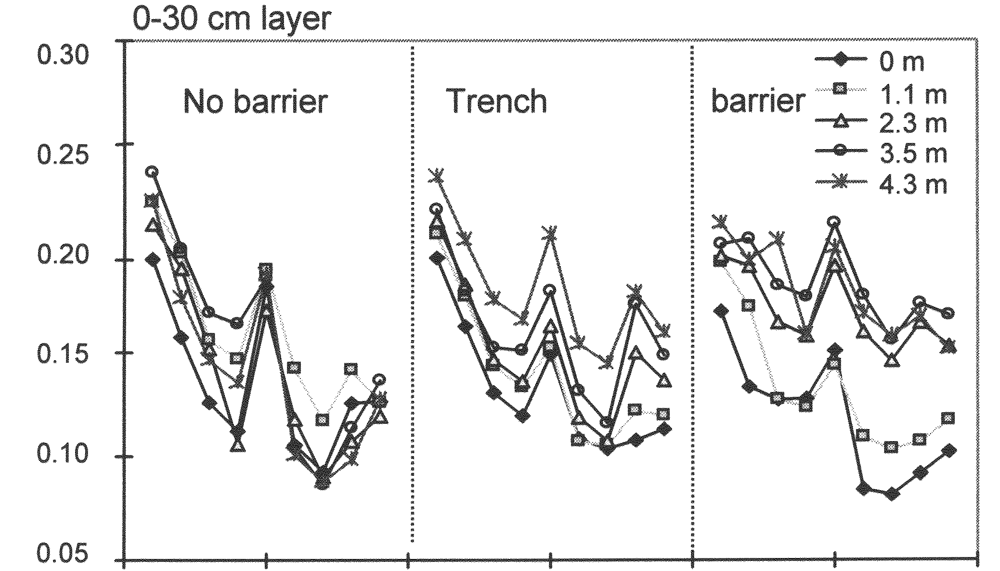 0-30 cm layer
0.30
0.25
0.20
0.15
0.10
0.05
No barrier
Trench
barrier
0 m
1.1 m
2.3 m
3.5 m
4.3 m